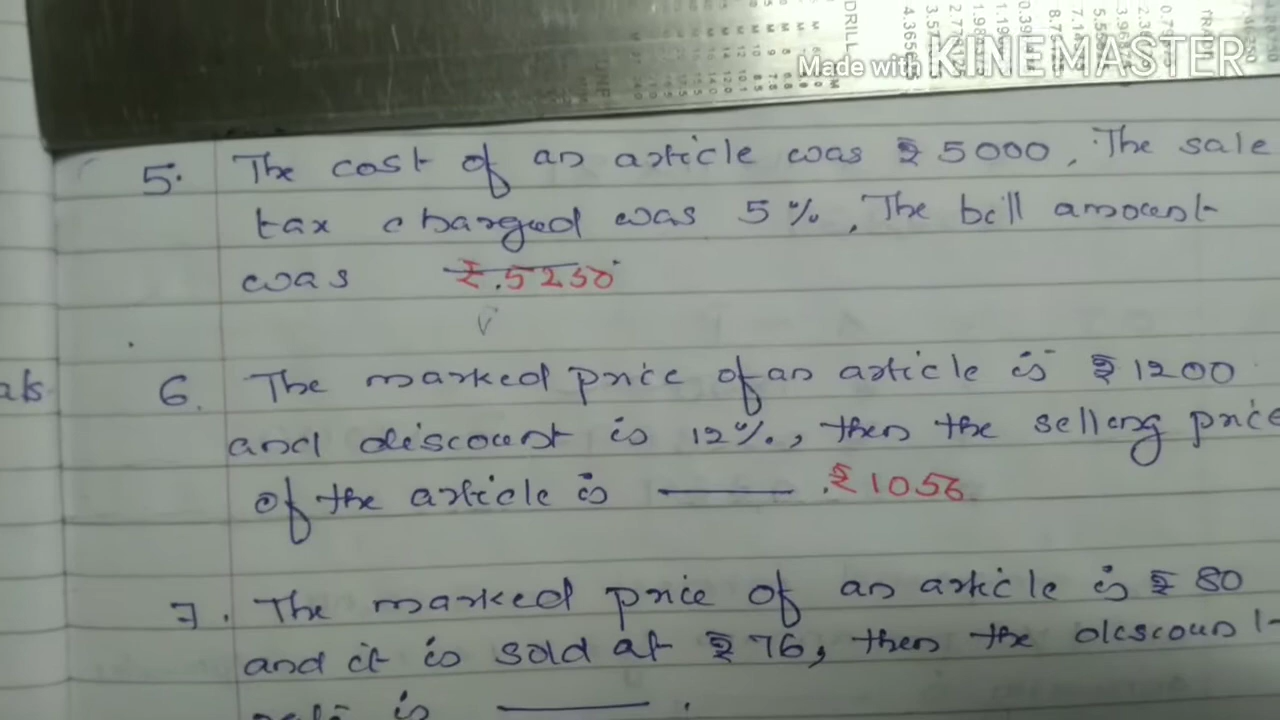 Made with KINEMASTER
DRILL
5. The cost of an article was ₹ 5000, The sale
tax charged was 5%, The bill amount
was ₹.5250
6. The marked price of an article is ₹ 1200
and discount is 12%, then the selling price
of the article is ——— . ₹ 1056
7. The marked price of an article is ₹ 80
and it is sold at ₹ 76, then the discount
is ——— .